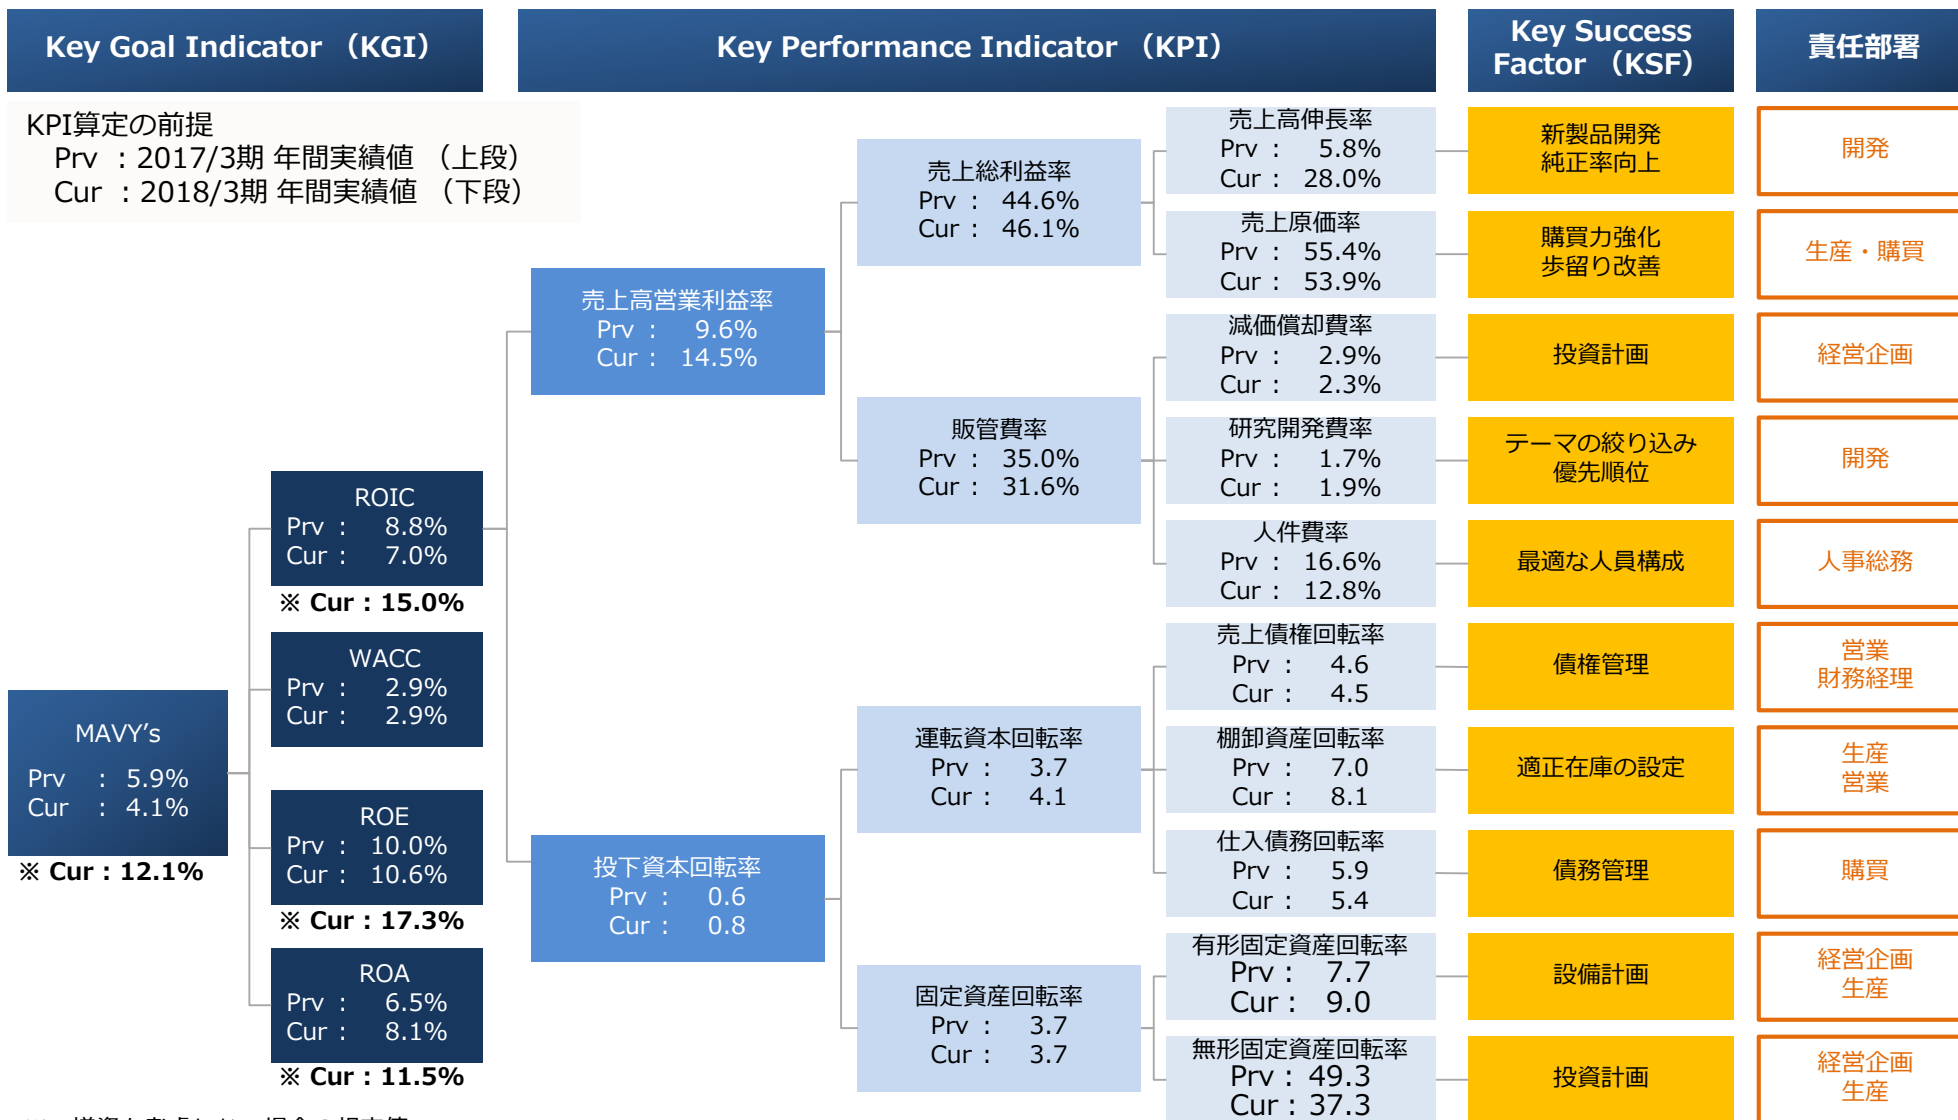 Key Goal Indicator （KGI）
Key Performance Indicator （KPI）
Key Success
Factor （KSF）
責任部署
KPI算定の前提
Prv ：2017/3期 年間実績値 （上段）
Cur ：2018/3期 年間実績値 （下段）
MAVY’s
Prv : 5.9%
Cur : 4.1%
※ Cur : 12.1%
ROIC
Prv : 8.8%
Cur : 7.0%
※ Cur : 15.0%
WACC
Prv : 2.9%
Cur : 2.9%
ROE
Prv : 10.0%
Cur : 10.6%
※ Cur : 17.3%
ROA
Prv : 6.5%
Cur : 8.1%
※ Cur : 11.5%
売上高営業利益率
Prv : 9.6%
Cur : 14.5%
投下資本回転率
Prv : 0.6
Cur : 0.8
売上総利益率
Prv : 44.6%
Cur : 46.1%
販管費率
Prv : 35.0%
Cur : 31.6%
運転資本回転率
Prv : 3.7
Cur : 4.1
固定資産回転率
Prv : 3.7
Cur : 3.7
売上高伸長率
Prv : 5.8%
Cur : 28.0%
新製品開発
純正率向上
開発
売上原価率
Prv : 55.4%
Cur : 53.9%
購買力強化
歩留り改善
生産・購買
減価償却費率
Prv : 2.9%
Cur : 2.3%
投資計画
経営企画
研究開発費率
Prv : 1.7%
Cur : 1.9%
テーマの絞り込み
優先順位
開発
人件費率
Prv : 16.6%
Cur : 12.8%
最適な人員構成
人事総務
売上債権回転率
Prv : 4.6
Cur : 4.5
債権管理
営業
財務経理
棚卸資産回転率
Prv : 7.0
Cur : 8.1
適正在庫の設定
生産
営業
仕入債務回転率
Prv : 5.9
Cur : 5.4
債務管理
購買
有形固定資産回転率
Prv : 7.7
Cur : 9.0
設備計画
経営企画
生産
無形固定資産回転率
Prv : 49.3
Cur : 37.3
投資計画
経営企画
生産